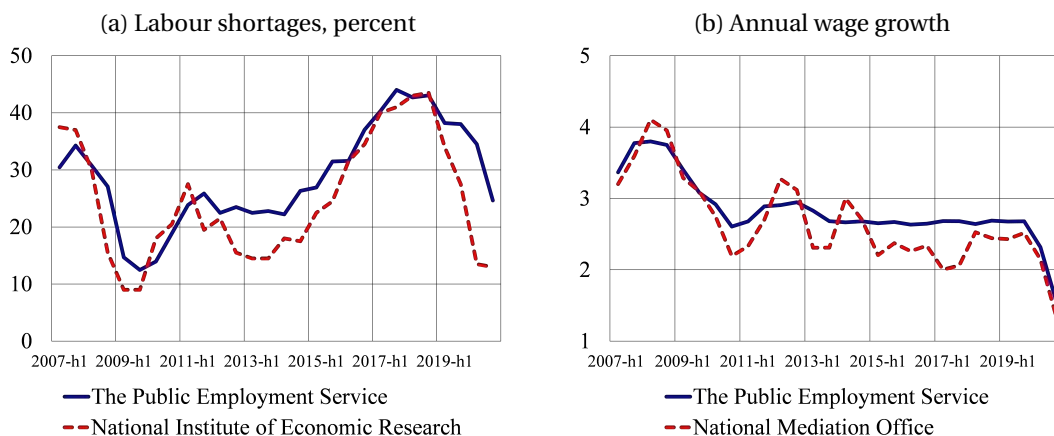 (a) Labour shortages, percent
50
40
30
20
10
0
2007-h1 2009-h1 2011-h1 2013-h1 2015-h1 2017-h1 2019-h1
The Public Employment Service
National Institute of Economic Research
(b) Annual wage growth
5
4
3
2
1
2007-h1 2009-h1 2011-h1 2013-h1 2015-h1 2017-h1 2019-h1
The Public Employment Service
National Mediation Office